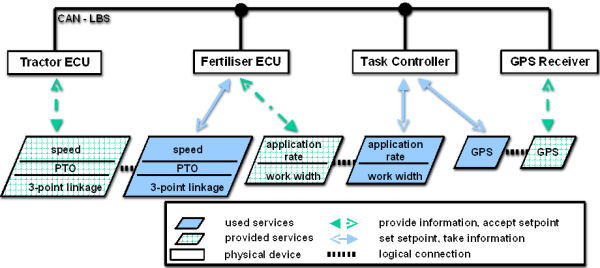 CAN - LBS
Tractor ECU
Fertiliser ECU
Task Controller
GPS Receiver
speed
PTO
3-point linkage
speed
PTO
3-point linkage
application
rate
work width
application
rate
work width
GPS
GPS
used services
provide information, accept setpoint
provided services
set setpoint, take information
physical device
logical connection